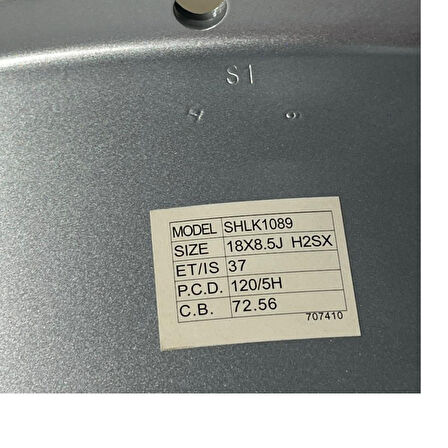 S1
MODEL SHLK1089
SIZE 18X8.5J H2SX
ET/IS 37
P.C.D. 120/5H
C.B. 72.56
707410